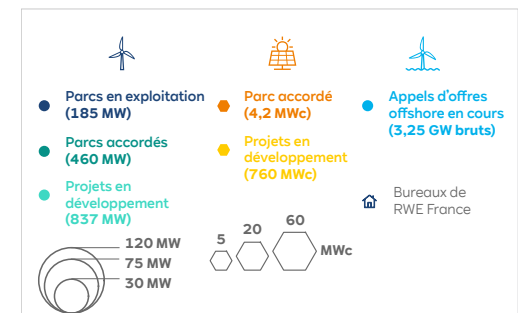 Parcs en exploitation
(185 MW)
Parcs accordés
(460 MW)
Projets en
développement
(837 MW)
120 MW
75 MW
30 MW
Parc accordé
(4,2 MWc)
Projets en
développement
(760 MWc)
5
20
60
MWc
Appels d'offres
offshore en cours
(3,25 GW bruts)
Bureaux de
RWE France